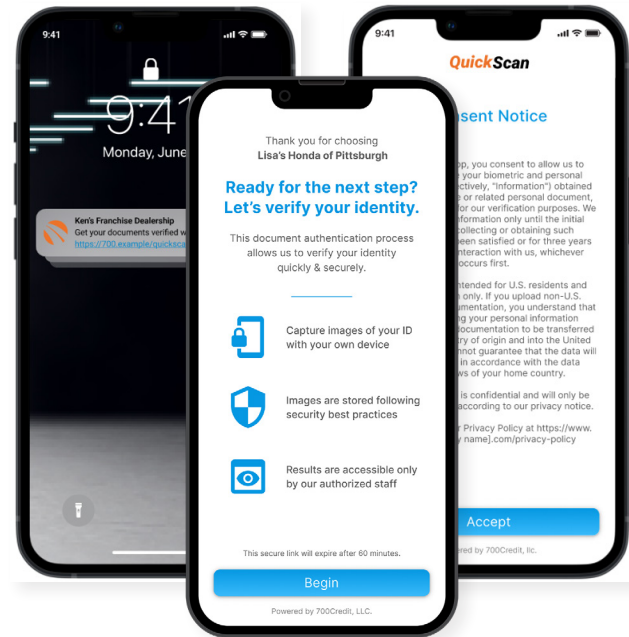 9:41
9:41
Monday, June
Ken's Franchise Dealership
Get your documents verified w
https://700.example/quicksca
Thank you for choosing
Lisa's Honda of Pittsburgh
Ready for the next step?
Let's verify your identity.
This document authentication process
allows us to verify your identity
quickly & securely.
Capture images of your ID
with your own device
Images are stored following
security best practices
Results are accessible only
by our authorized staff
This secure link will expire after 60 minutes.
Begin
Powered by 700Credit, LLC.
9:41
QuickScan
sent Notice
you consent to allow us to
your biometric and personal
"Information") obtained
or related personal document,
for our verification purposes. We
formation only until the initial
collecting or obtaining such
been satisfied or for three years
nteraction with us, whichever
occurs first.
ntended for U.S. residents and
only. If you upload non-U.S.
umentation, you understand that
ng your personal information
documentation to be transferred
try of origin and into the United
not guarantee that the data will
in accordance with the data
ws of your home country.
is confidential and will only be
according to our privacy notice.
r Privacy Policy at https://www.
y name].com/privacy-policy
Accept
ered by 700Credit, llc.